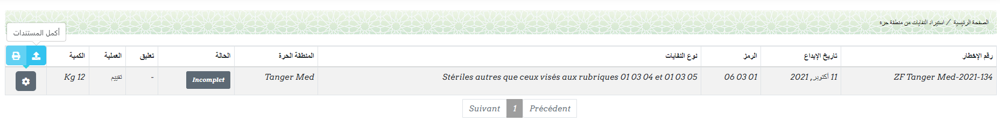 الصفحة الرئيسية / استيراد النفايات من منطقة حرة
أكمل المستندات
رقم الإخطار تاريخ الإيداع الرمز نوع النفايات المنطقة الحرة الحالة تعليق العملية الكمية
ZF Tanger Med-2021-134 11 أكتوبر, 2021 06 03 01 Stériles autres que ceux visés aux rubriques 01 03 04 et 01 03 05 Tanger Med Incomplet - تقييم Kg 12
Suivant 1 Précédent